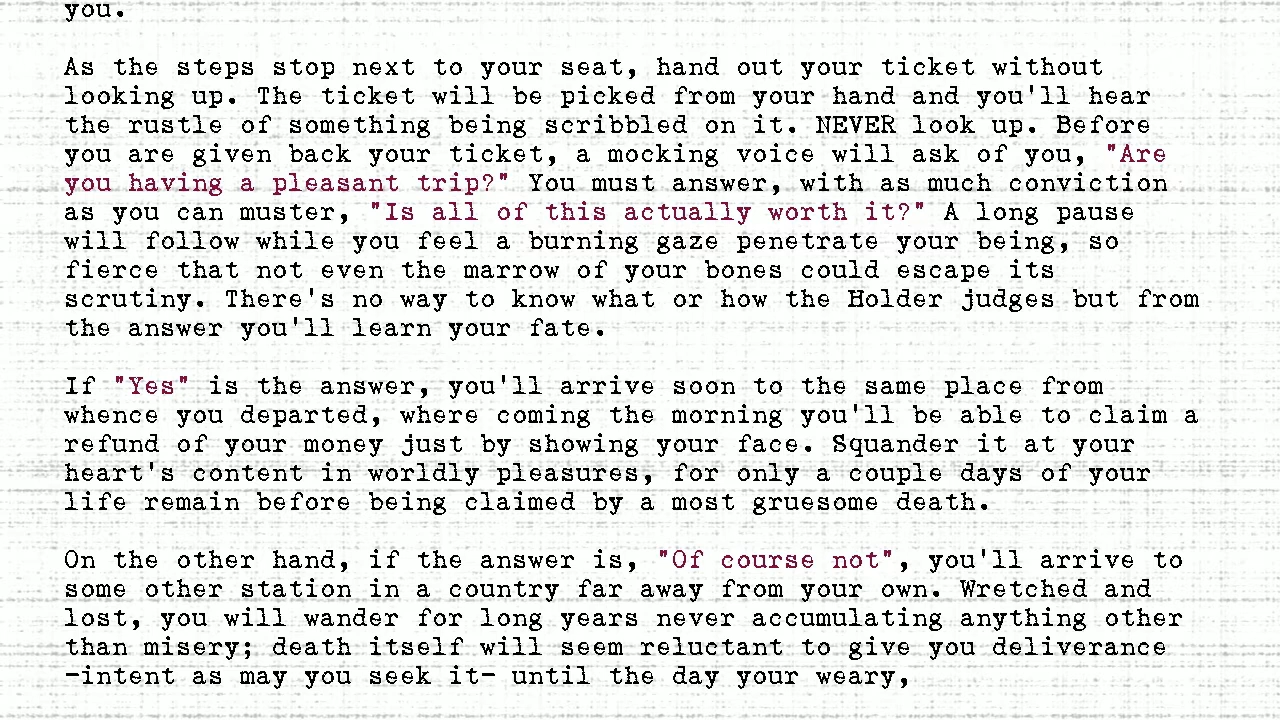 you.
As the steps stop next to your seat, hand out your ticket without
looking up. The ticket will be picked from your hand and you'll hear
the rustle of something being scribbled on it. NEVER look up. Before
you are given back your ticket, a mocking voice will ask of you, "Are
you having a pleasant trip?" You must answer, with as much conviction
as you can muster, "Is all of this actually worth it?" A long pause
will follow while you feel a burning gaze penetrate your being, so
fierce that not even the marrow of your bones could escape its
scrutiny. There's no way to know what or how the Holder judges but from
the answer you'll learn your fate.
If "Yes" is the answer, you'll arrive soon to the same place from
whence you departed, where coming the morning you'll be able to claim a
refund of your money just by showing your face. Squander it at your
heart's content in worldly pleasures, for only a couple days of your
life remain before being claimed by a most gruesome death.
On the other hand, if the answer is, "Of course not", you'll arrive to
some other station in a country far away from your own. Wretched and
lost, you will wander for long years never accumulating anything other
than misery; death itself will seem reluctant to give you deliverance
-intent as may you seek it- until the day your weary,